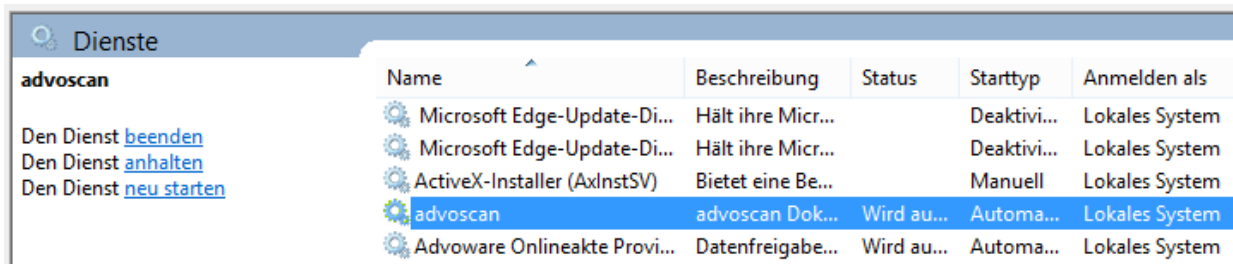 Dienste
advoscan
Den Dienst beenden
Den Dienst anhalten
Den Dienst neu starten
Name Beschreibung Status Starttyp Anmelden als
Microsoft Edge-Update-Di... Hält ihre Micr... Deaktivi... Lokales System
Microsoft Edge-Update-Di... Hält ihre Micr... Deaktivi... Lokales System
ActiveX-Installer (AxInstSV) Bietet eine Be... Manuell Lokales System
advoscan advoscan Dok... Wird au... Automa... Lokales System
Advoware Onlineakte Provi... Datenfreigabe... Wird au... Automa... Lokales System